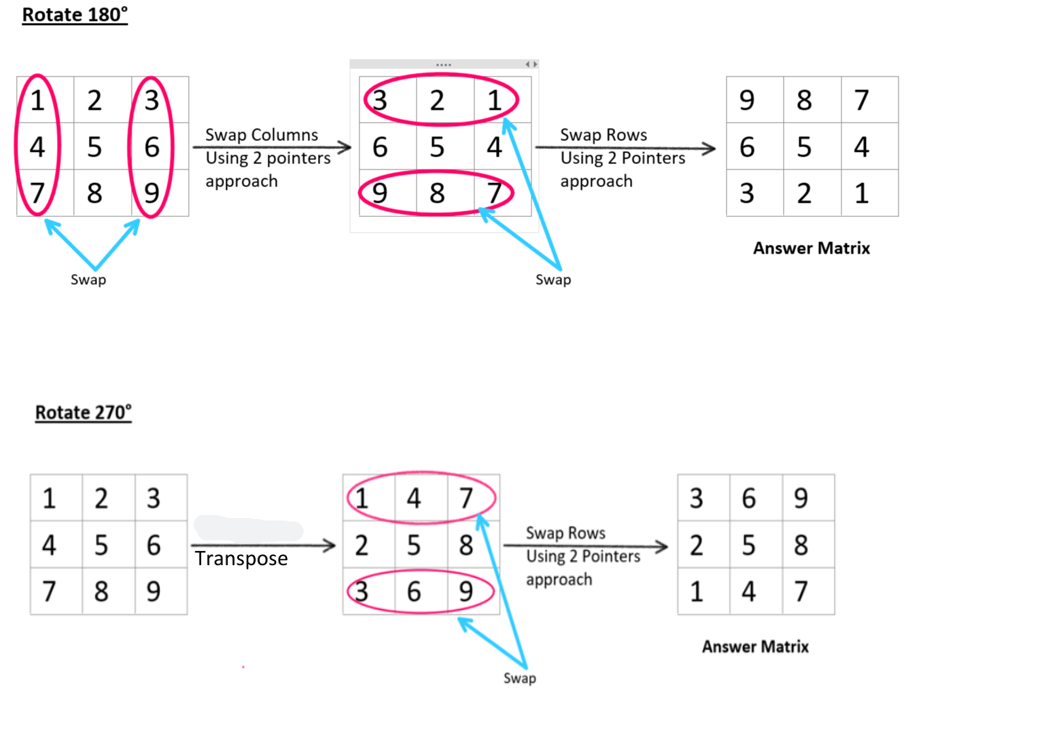 Rotate 180°
1 2 3
4 5 6
7 8 9
Swap
Swap Columns
Using 2 pointers
approach
3 2 1
6 5 4
9 8 7
Swap
Swap Rows
Using 2 Pointers
approach
9 8 7
6 5 4
3 2 1
Answer Matrix
Rotate 270°
1 2 3
4 5 6
7 8 9
Transpose
1 4 7
2 5 8
3 6 9
Swap
Swap Rows
Using 2 Pointers
approach
3 6 9
2 5 8
1 4 7
Answer Matrix